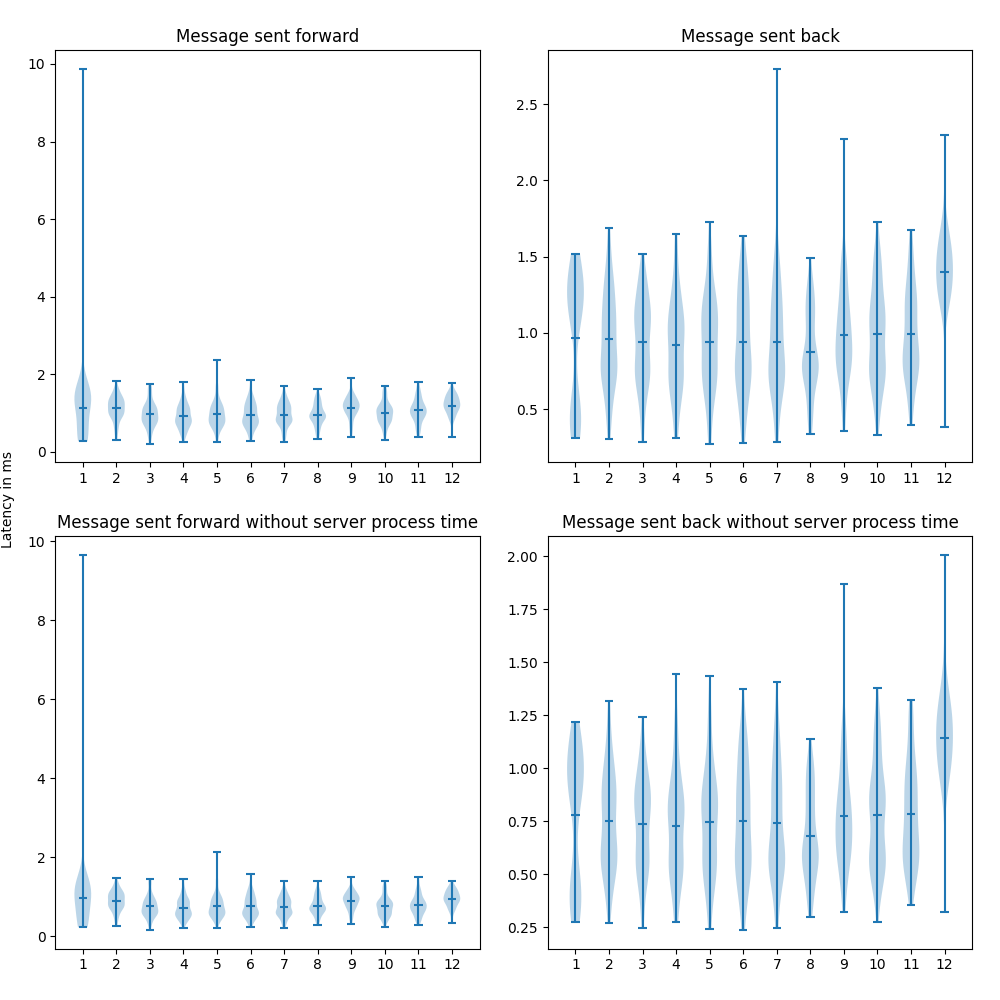 Message sent forward
Message sent back
10
8
6
4
2
0
1 2 3 4 5 6 7 8 9 10 11 12
2.5
2.0
1.5
1.0
0.5
1 2 3 4 5 6 7 8 9 10 11 12
Latency in ms
Message sent forward without server process time
Message sent back without server process time
10
8
6
4
2
0
1 2 3 4 5 6 7 8 9 10 11 12
2.00
1.75
1.50
1.25
1.00
0.75
0.50
0.25
1 2 3 4 5 6 7 8 9 10 11 12